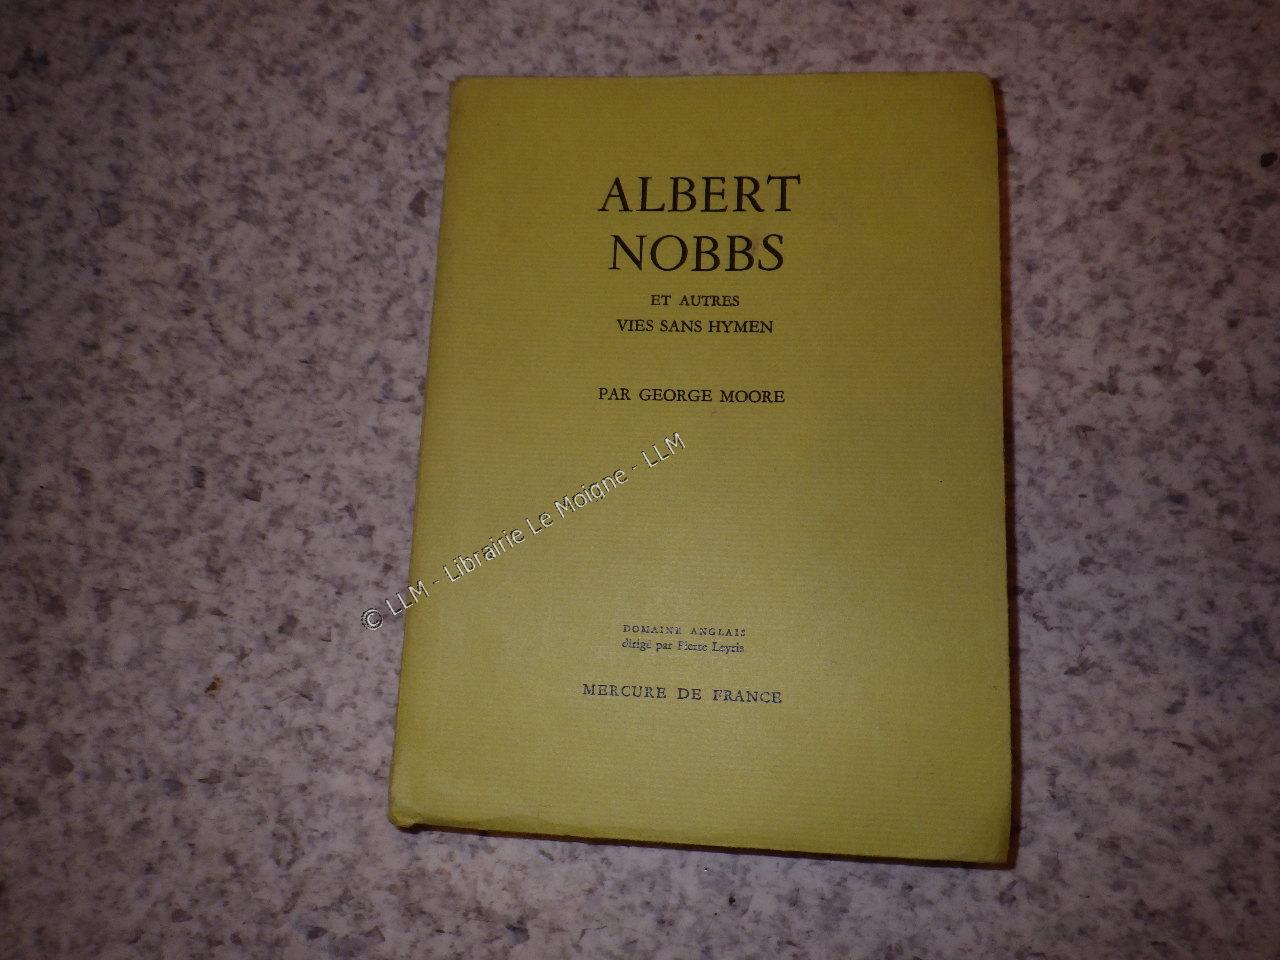 ALBERT
NOBBS
ET AUTRES
VIES SANS HYMEN
PAR GEORGE MOORE
© LLM - Librairie Le Moigne - LLM
DOMAINE ANGLAIS
dirigé par Pierre Leyris
MERCURE DE FRANCE